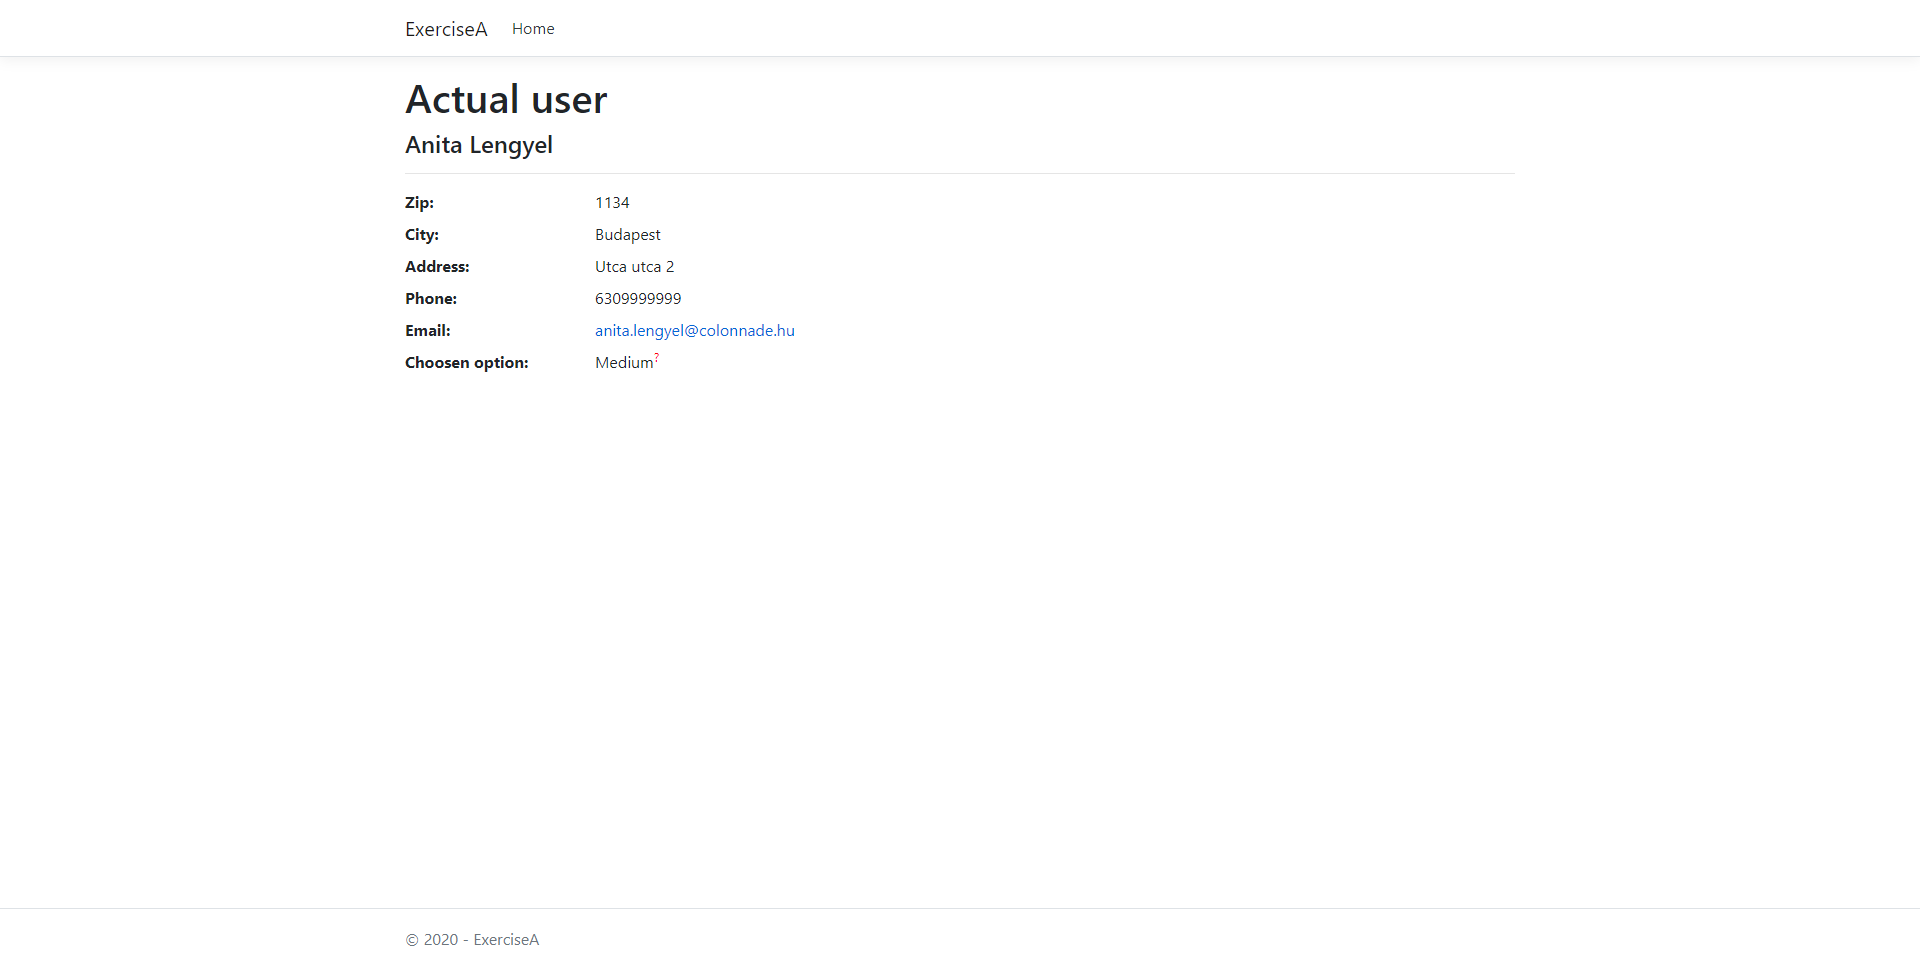 ExerciseA Home
Actual user
Anita Lengyel
Zip: 1134
City: Budapest
Address: Utca utca 2
Phone: 6309999999
Email: anita.lengyel@colonnade.hu
Choosen option: Medium?
© 2020 - ExerciseA